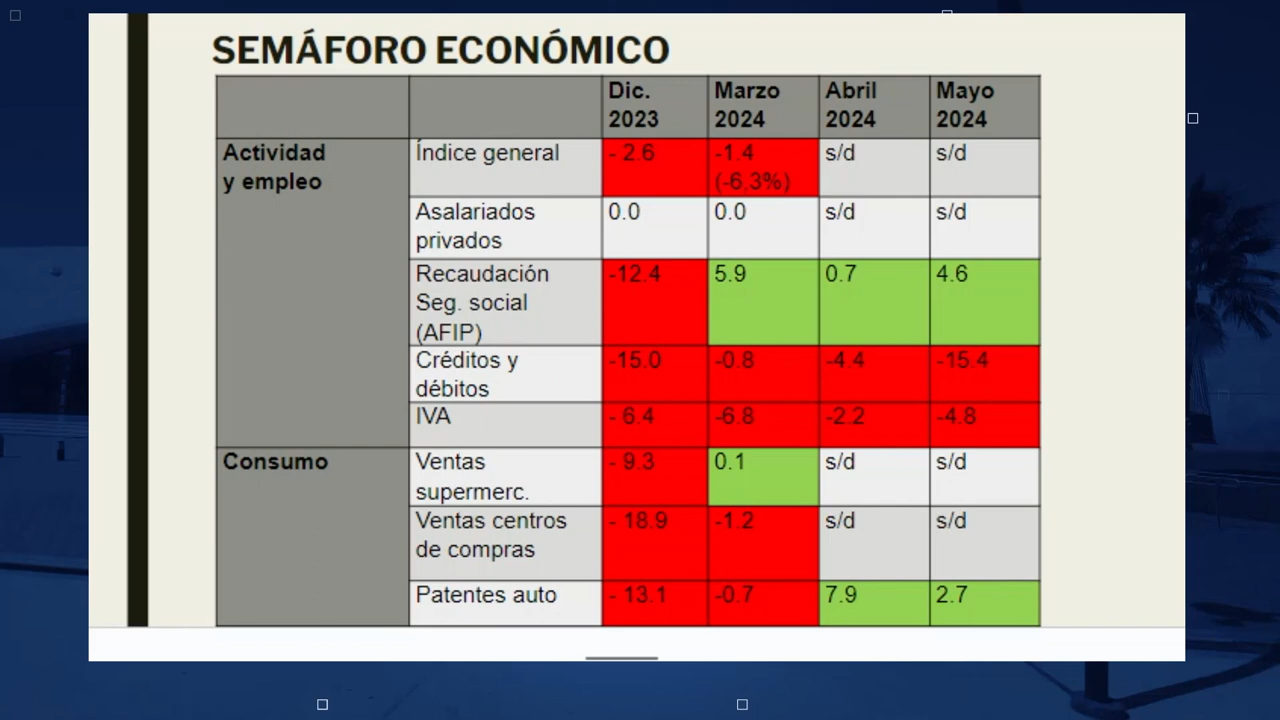 SEMÁFORO ECONÓMICO
Dic. 2023 Marzo 2024 Abril 2024 Mayo 2024
Actividad y empleo
Índice general - 2.6 -1.4 (-6,3%) s/d s/d
Asalariados privados 0.0 0.0 s/d s/d
Recaudación Seg. social (AFIP) -12.4 5.9 0.7 4.6
Créditos y débitos -15.0 -0.8 -4.4 -15.4
IVA - 6.4 -6.8 -2.2 -4.8
Consumo
Ventas supermerc. - 9.3 0.1 s/d s/d
Ventas centros de compras - 18.9 -1.2 s/d s/d
Patentes auto - 13.1 -0.7 7.9 2.7